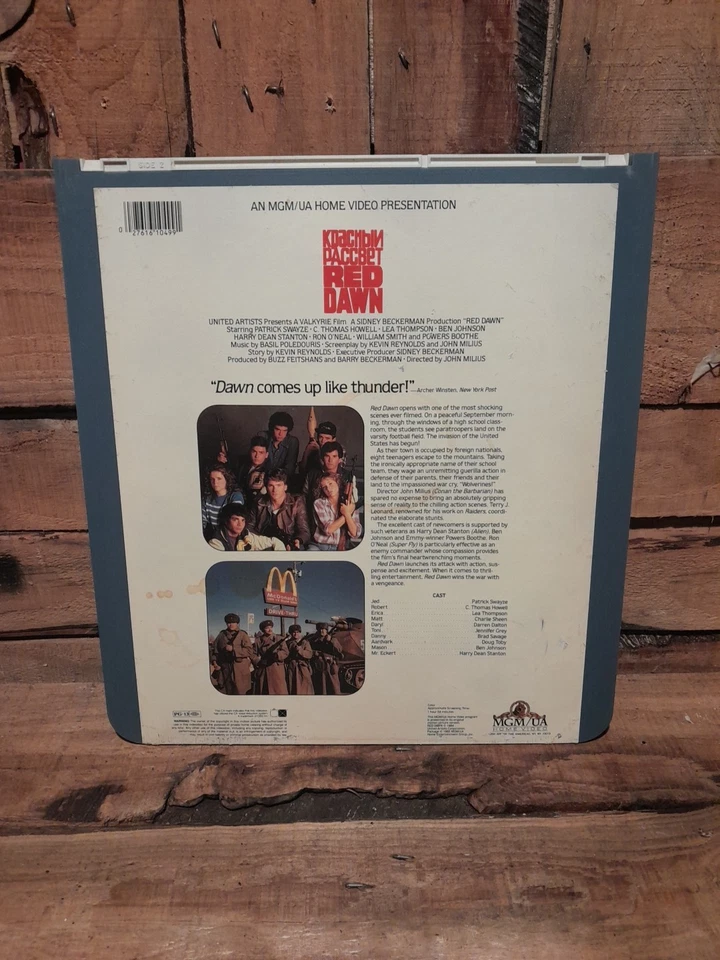 SIDE 2
0 27616 10499
AN MGM/UA HOME VIDEO PRESENTATION
КРАСНЫЙ
РАССВЕТ
RED
DAWN
UNITED ARTISTS Presents A VALKYRIE Film A SIDNEY BECKERMAN Production "RED DAWN"
Starring PATRICK SWAYZE · C. THOMAS HOWELL · LEA THOMPSON · BEN JOHNSON
HARRY DEAN STANTON · RON O'NEAL · WILLIAM SMITH and POWERS BOOTHE
Music by BASIL POLEDOURIS · Screenplay by KEVIN REYNOLDS and JOHN MILIUS
Story by KEVIN REYNOLDS · Executive Producer SIDNEY BECKERMAN
Produced by BUZZ FEITSHANS and BARRY BECKERMAN · Directed by JOHN MILIUS
"Dawn comes up like thunder!" —Archer Winsten, New York Post
Red Dawn opens with one of the most shocking
scenes ever filmed. On a peaceful September morn-
ing, through the windows of a high school class-
room, the students see paratroopers land on the
varsity football field. The invasion of the United
States has begun!
As their town is occupied by foreign nationals,
eight teenagers escape to the mountains. Taking
the ironically appropriate name of their school
team, they wage an unremitting guerilla action in
defense of their parents, their friends and their
land to the impassioned war cry, "Wolverines!"
Director John Milius (Conan the Barbarian) has
spared no expense to bring an absolutely gripping
sense of reality to the chilling action scenes. Terry J.
Leonard, renowned for his work on Raiders, coordi-
nated the elaborate stunts.
The excellent cast of newcomers is supported by
such veterans as Harry Dean Stanton (Alien), Ben
Johnson and Emmy-winner Powers Boothe. Ron
O'Neal (Super Fly) is particularly effective as an
enemy commander whose compassion provides
the film's final heartwrenching moments.
Red Dawn launches its attack with action, sus-
pense and excitement. When it comes to thril-
ling entertainment, Red Dawn wins the war with
a vengeance.
McDonald's
DRIVE-THRU
CAST
Jed Patrick Swayze
Robert C. Thomas Howell
Erica Lea Thompson
Matt Charlie Sheen
Daryl Darren Dalton
Toni Jennifer Grey
Danny Brad Savage
Aardvark Doug Toby
Mason Ben Johnson
Mr. Eckert Harry Dean Stanton
PG-13
WARNING:
MGM/UA
HOME VIDEO